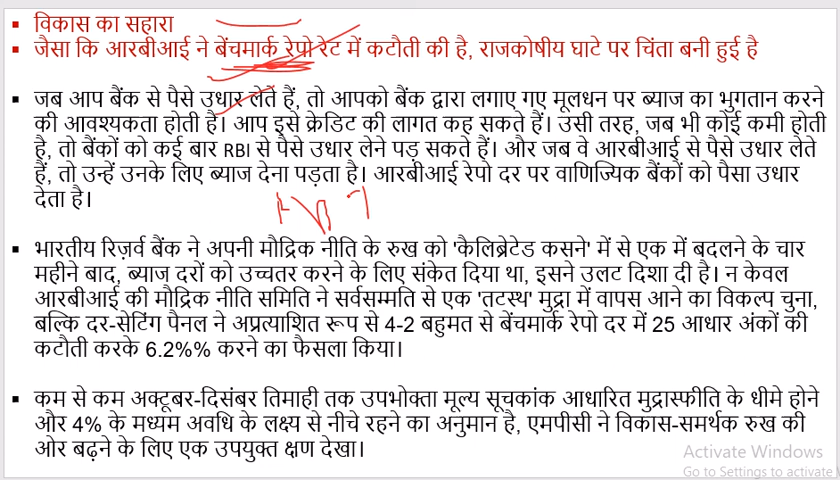 ▪ विकास का सहारा
▪ जैसा कि आरबीआई ने बेंचमार्क रेपो रेट में कटौती की है, राजकोषीय घाटे पर चिंता बनी हुई है
▪ जब आप बैंक से पैसे उधार लेते हैं, तो आपको बैंक द्वारा लगाए गए मूलधन पर ब्याज का भुगतान करने
की आवश्यकता होती है। आप इसे क्रेडिट की लागत कह सकते हैं। उसी तरह, जब भी कोई कमी होती
है, तो बैंकों को कई बार RBI से पैसे उधार लेने पड़ सकते हैं। और जब वे आरबीआई से पैसे उधार लेते
हैं, तो उन्हें उनके लिए ब्याज देना पड़ता है। आरबीआई रेपो दर पर वाणिज्यिक बैंकों को पैसा उधार
देता है।
▪ भारतीय रिज़र्व बैंक ने अपनी मौद्रिक नीति के रुख को 'कैलिब्रेटेड कसने' में से एक में बदलने के चार
महीने बाद, ब्याज दरों को उच्चतर करने के लिए संकेत दिया था, इसने उलट दिशा दी है। न केवल
आरबीआई की मौद्रिक नीति समिति ने सर्वसम्मति से एक 'तटस्थ' मुद्रा में वापस आने का विकल्प चुना,
बल्कि दर-सेटिंग पैनल ने अप्रत्याशित रूप से 4-2 बहुमत से बेंचमार्क रेपो दर में 25 आधार अंकों की
कटौती करके 6.2%% करने का फैसला किया।
▪ कम से कम अक्टूबर-दिसंबर तिमाही तक उपभोक्ता मूल्य सूचकांक आधारित मुद्रास्फीति के धीमे होने
और 4% के मध्यम अवधि के लक्ष्य से नीचे रहने का अनुमान है, एमपीसी ने विकास-समर्थक रुख की
ओर बढ़ने के लिए एक उपयुक्त क्षण देखा।
Activate Windows
Go to Settings to activate